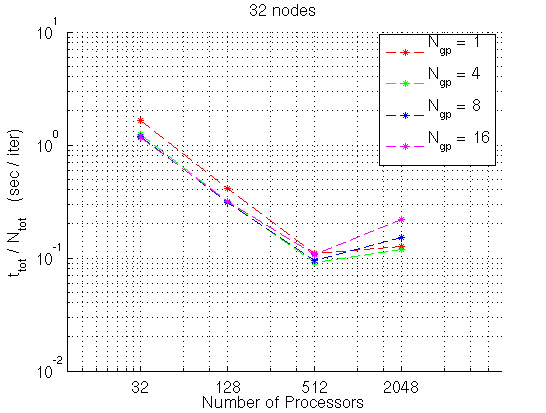 32 nodes
10^1
10^0
10^-1
10^-2
t_tot / N_tot (sec / iter)
N_gp = 1
N_gp = 4
N_gp = 8
N_gp = 16
32 128 512 2048
Number of Processors